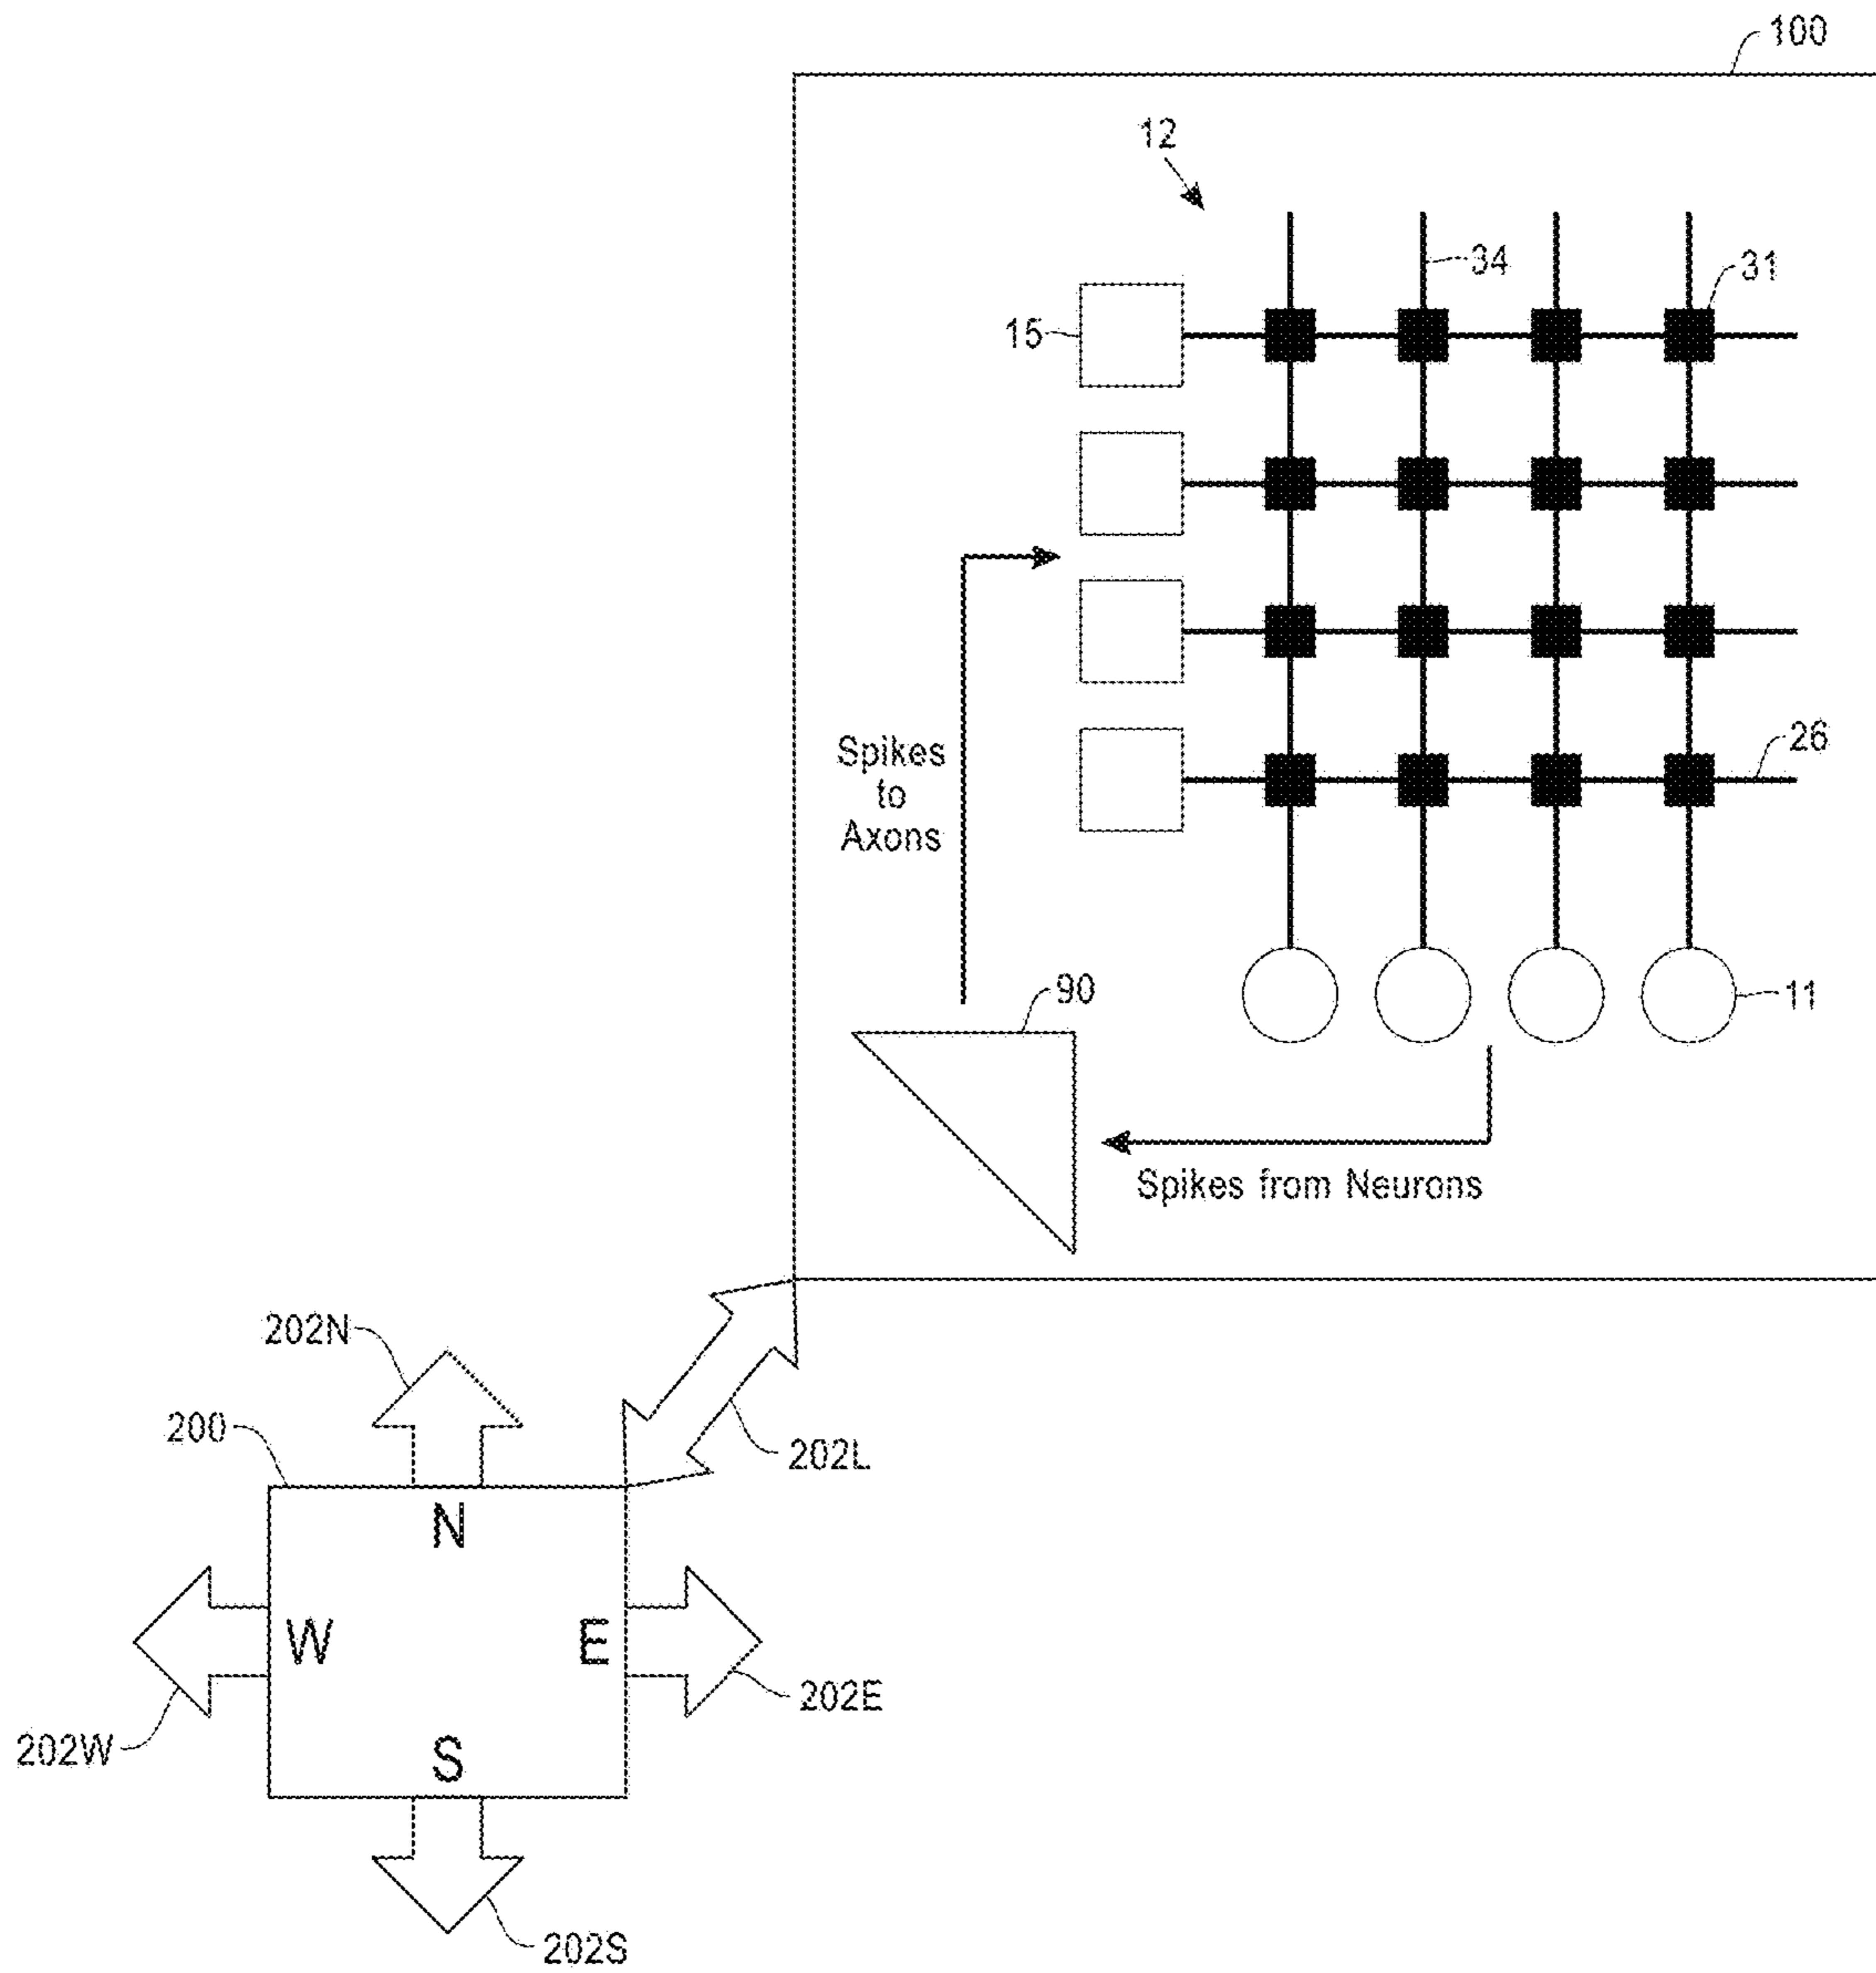 100
12
34
31
15
26
Spikes
to
Axons
90
11
Spikes from Neurons
202N
200
202L
N
W
E
202E
202W
S
202S